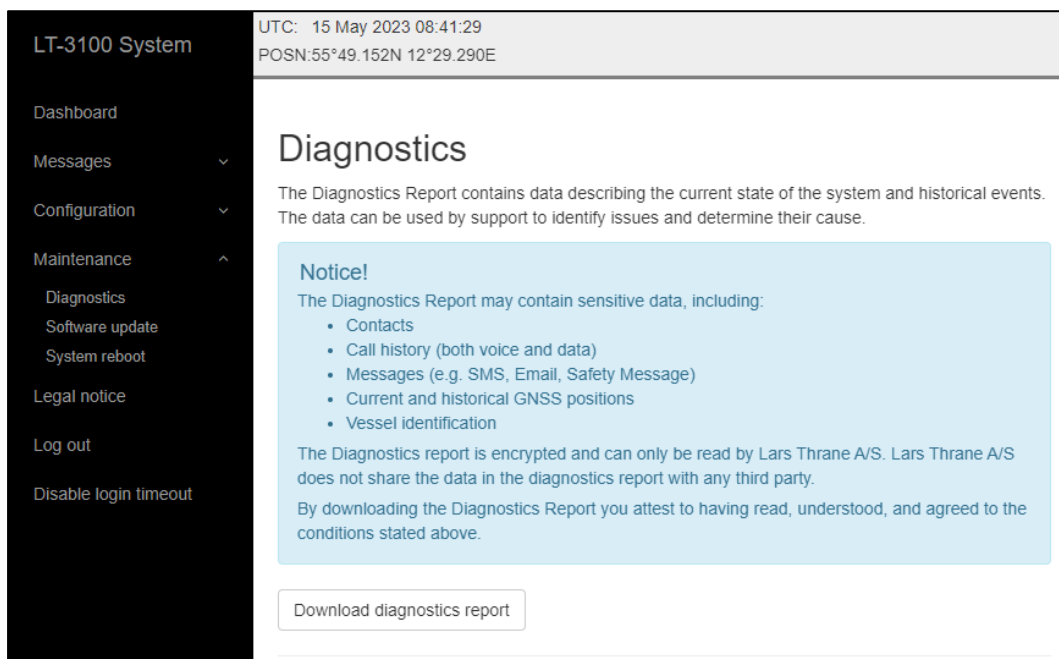 LT-3100 System
Dashboard
Messages
Configuration
Maintenance
Diagnostics
Software update
System reboot
Legal notice
Log out
Disable login timeout
UTC: 15 May 2023 08:41:29
POSN:55°49.152N 12°29.290E
Diagnostics
The Diagnostics Report contains data describing the current state of the system and historical events.
The data can be used by support to identify issues and determine their cause.
Notice!
The Diagnostics Report may contain sensitive data, including:
• Contacts
• Call history (both voice and data)
• Messages (e.g. SMS, Email, Safety Message)
• Current and historical GNSS positions
• Vessel identification
The Diagnostics report is encrypted and can only be read by Lars Thrane A/S. Lars Thrane A/S
does not share the data in the diagnostics report with any third party.
By downloading the Diagnostics Report you attest to having read, understood, and agreed to the
conditions stated above.
Download diagnostics report